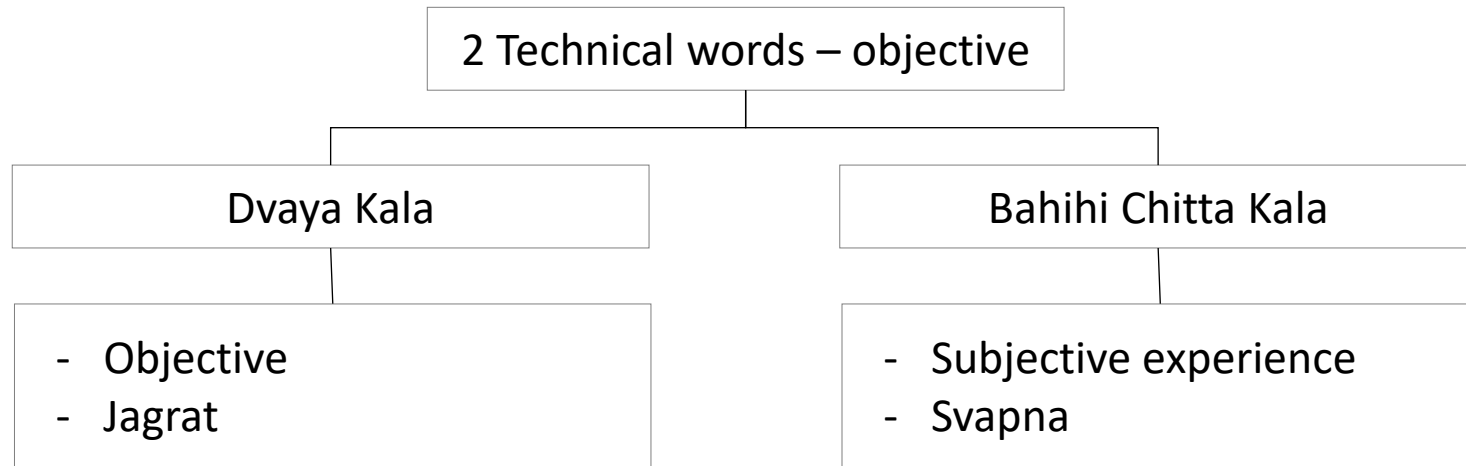 2 Technical words – objective
Dvaya Kala
Bahihi Chitta Kala
- Objective
- Jagrat
- Subjective experience
- Svapna